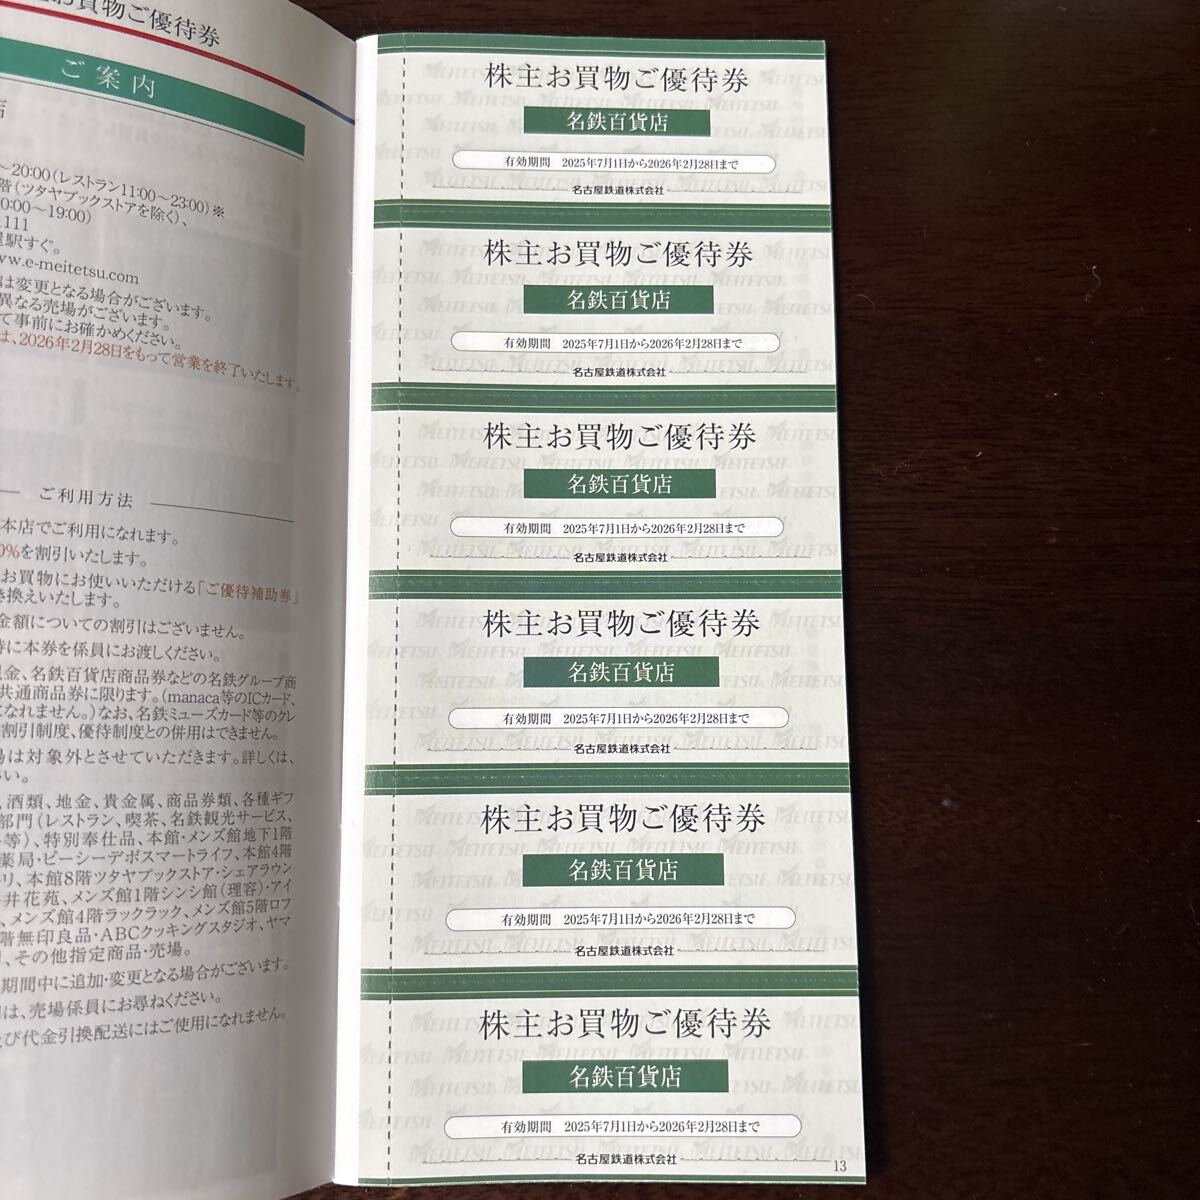 お買物ご優待券
ご案内
店
～20:00(レストラン11:00～23:00)※
階(ツタヤブックストアを除く)、
0:00～19:00)
1111
屋駅すぐ。
ww.e-meitetsu.com
は変更となる場合がございます。
異なる売場がございます。
て事前にお確かめください。
は、2026年2月28日をもって営業を終了いたします。
ご利用方法
本店でご利用になれます。
0%を割引いたします。
お買物にお使いいただける「ご優待補助券」
き換えいたします。
金額についての割引はございません。
時に本券を係員にお渡しください。
現金、名鉄百貨店商品券などの名鉄グループ商
共通商品券に限ります。(manaca等のICカード、
になれません。)なお、名鉄ミューズカード等のクレ
割引制度、優待制度との併用はできません。
場は対象外とさせていただきます。詳しくは、
い。
、酒類、地金、貴金属、商品券類、各種ギフ
部門(レストラン、喫茶、名鉄観光サービス、
等)、特別奉仕品、本館・メンズ館地下1階
薬局・ピーシーデポスマートライフ、本館4階
リ、本館8階ツタヤブックストア・シェアラウン
井花苑、メンズ館1階シンシ館(理容)・アイ
、メンズ館4階ラックラック、メンズ館5階ロフ
階無印良品・ABCクッキングスタジオ、ヤマ
、その他指定商品・売場。
期間中に追加・変更となる場合がございます。
は、売場係員にお尋ねください。
及び代金引換配送にはご使用になれません。
株主お買物ご優待券
名鉄百貨店
有効期間 2025年7月1日から2026年2月28日まで
名古屋鉄道株式会社
株主お買物ご優待券
名鉄百貨店
有効期間 2025年7月1日から2026年2月28日まで
名古屋鉄道株式会社
株主お買物ご優待券
名鉄百貨店
有効期間 2025年7月1日から2026年2月28日まで
名古屋鉄道株式会社
株主お買物ご優待券
名鉄百貨店
有効期間 2025年7月1日から2026年2月28日まで
名古屋鉄道株式会社
株主お買物ご優待券
名鉄百貨店
有効期間 2025年7月1日から2026年2月28日まで
名古屋鉄道株式会社
株主お買物ご優待券
名鉄百貨店
有効期間 2025年7月1日から2026年2月28日まで
名古屋鉄道株式会社
13